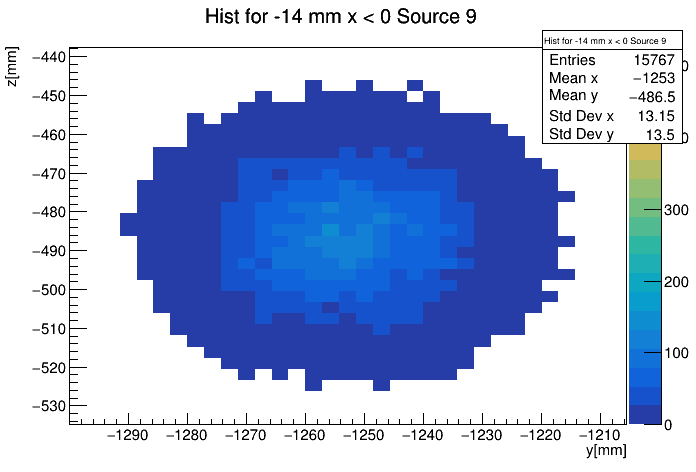 Hist for -14 mm x < 0 Source 9
Hist for -14 mm x < 0 Source 9
Entries 15767
Mean x −1253
Mean y −486.5
Std Dev x 13.15
Std Dev y 13.5
z[mm]
−440
−450
−460
−470
−480
−490
−500
−510
−520
−530
−1290 −1280 −1270 −1260 −1250 −1240 −1230 −1220 −1210
y[mm]
0
0
300
200
100
0